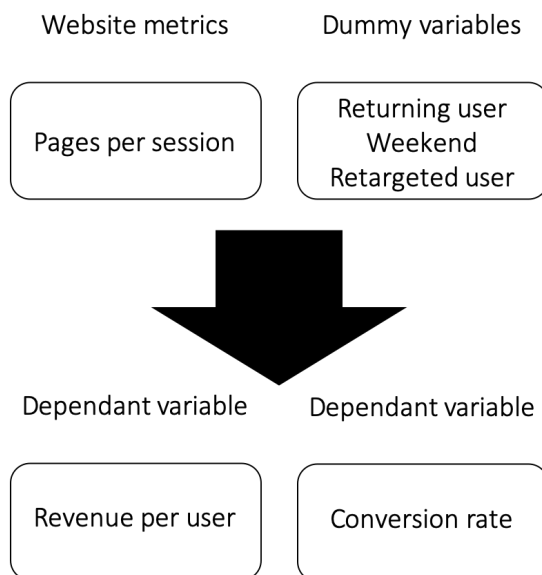 Website metrics
Dummy variables
Pages per session
Returning user
Weekend
Retargeted user
Dependant variable
Dependant variable
Revenue per user
Conversion rate